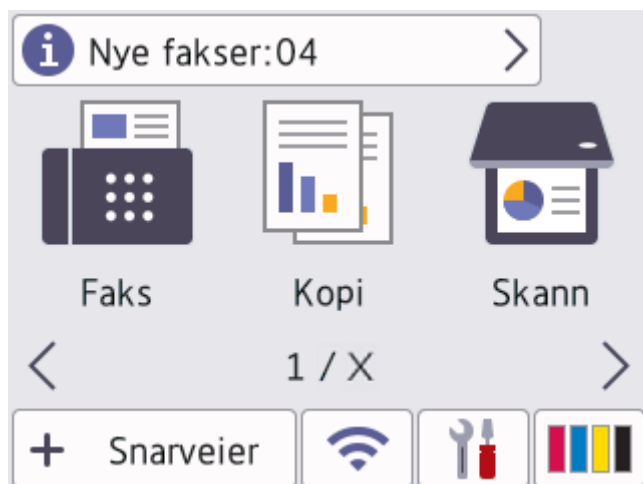 Nye fakser:04
Faks Kopi Skann
1 / X
+ Snarveier